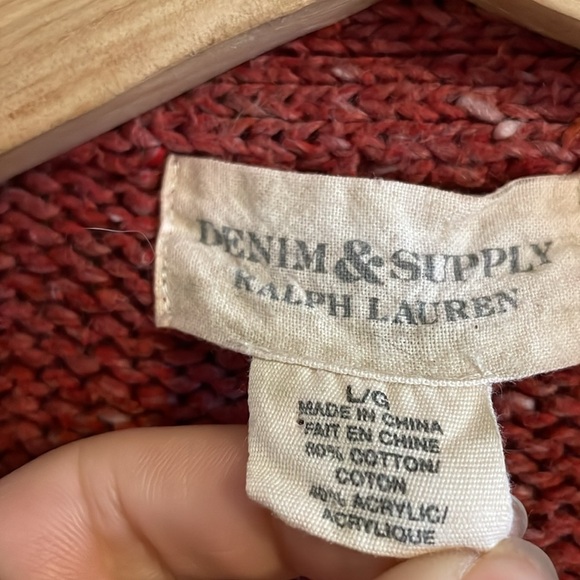 DENIM & SUPPLY
RALPH LAUREN
L/G
MADE IN CHINA
FAIT EN CHINE
60% COTTON/
COTON
40% ACRYLIC/
ACRYLIQUE